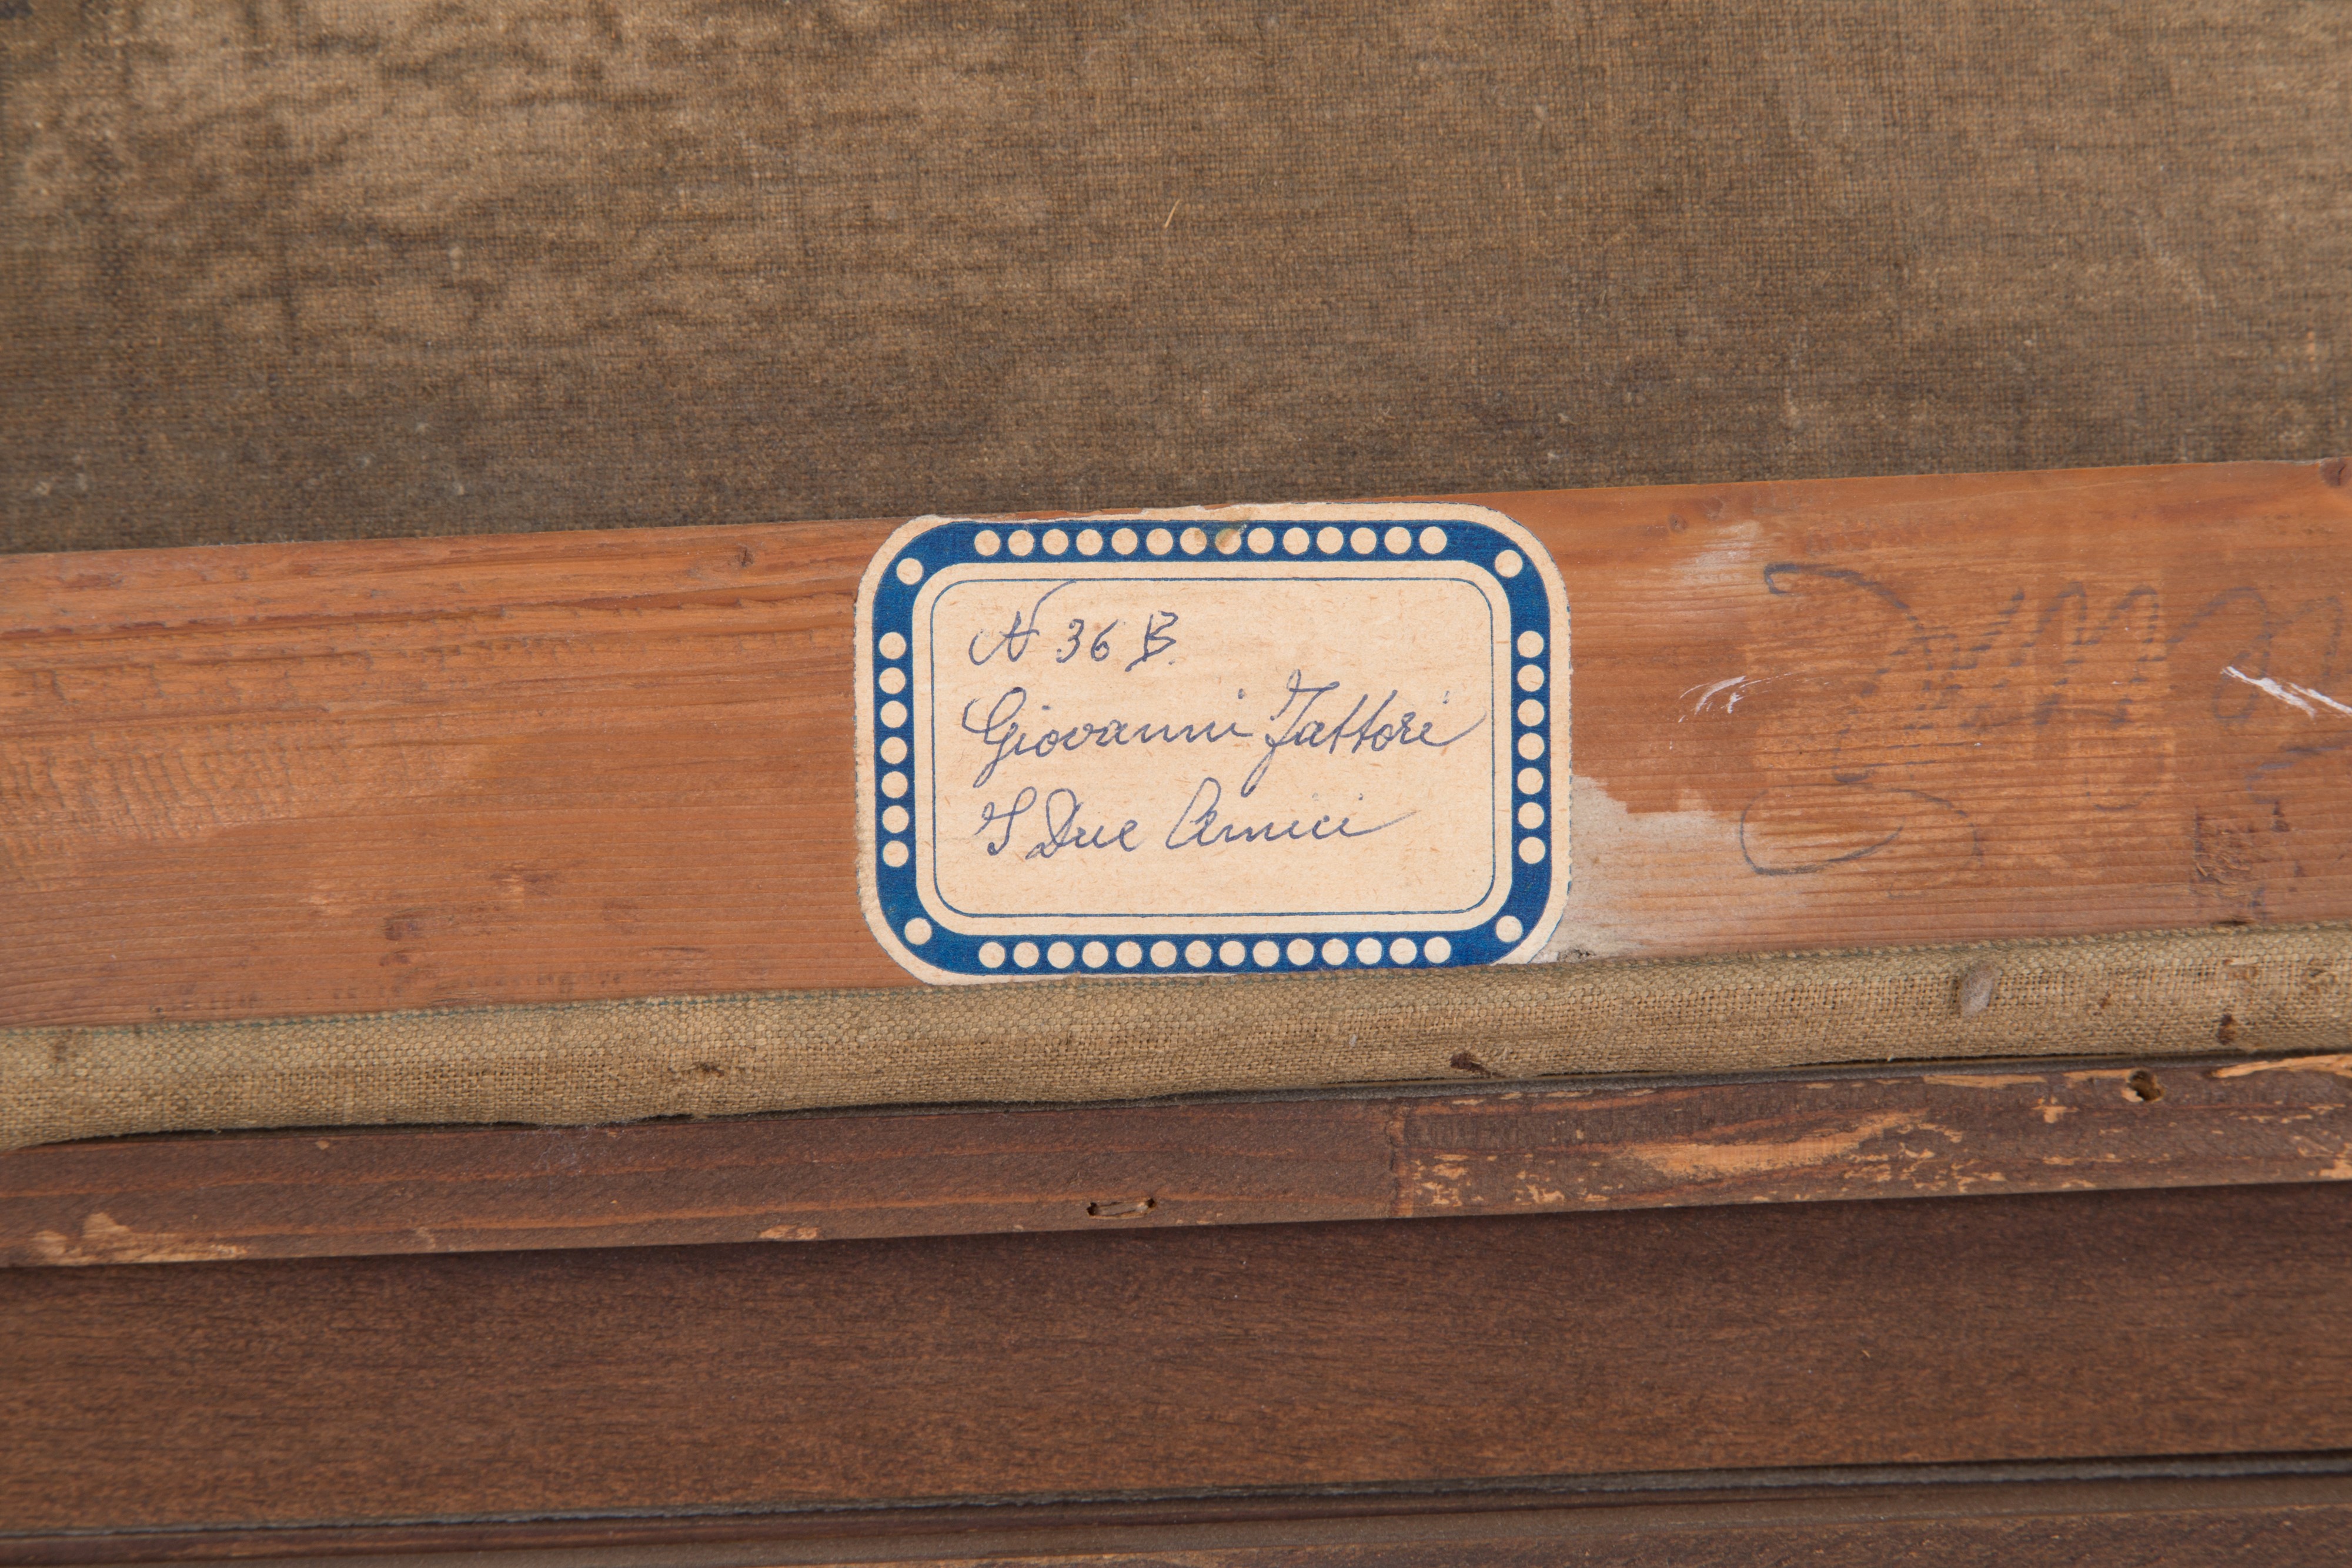 N 36 B.
Giovanni Fattori
I Due Amici